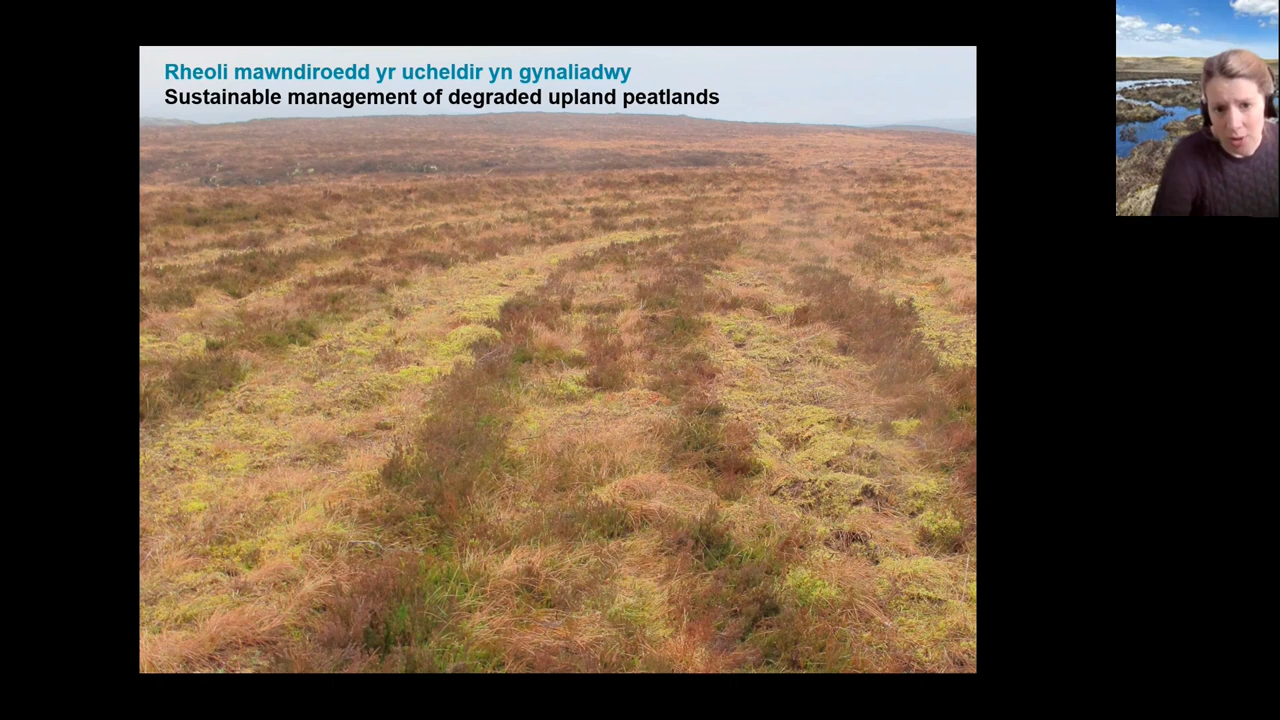 Rheoli mawndiroedd yr ucheldir yn gynaliadwy
Sustainable management of degraded upland peatlands